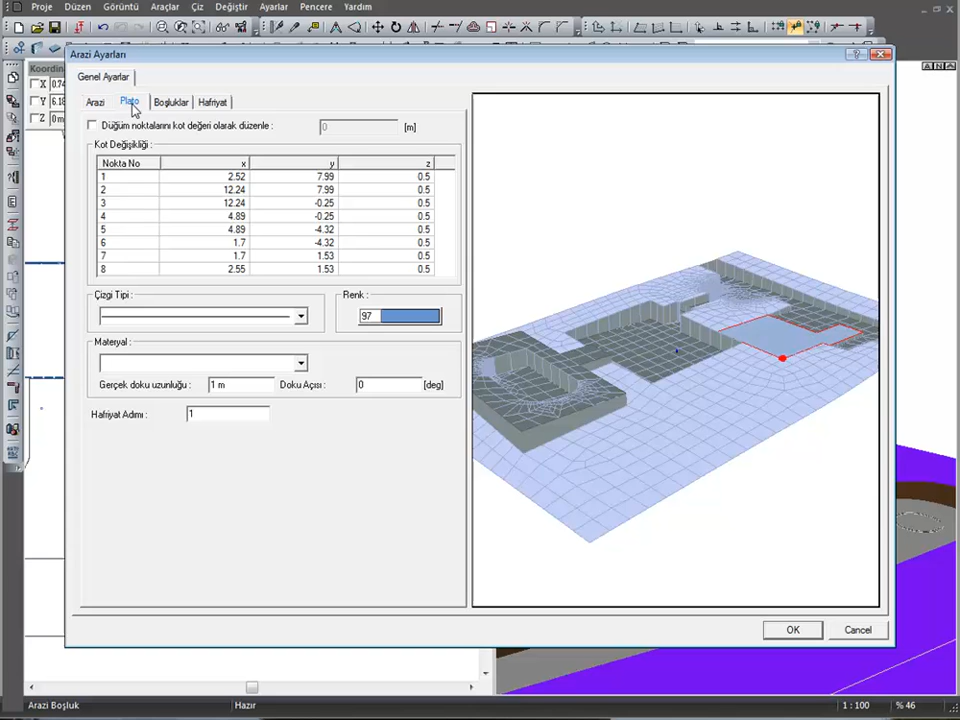 Proje Düzen Görüntü Araçlar Çiz Değiştir Ayarlar Pencere Yardım
Arazi Ayarları
Genel Ayarlar
Arazi Plato Boşluklar Hafriyat
X
Y
Z
Düğüm noktalarını kot değeri olarak düzenle : 0 [m]
Kot Değişikliği :
Nokta No x y z
1 2.52 7.99 0.5
2 12.24 7.99 0.5
3 12.24 -0.25 0.5
4 4.89 -0.25 0.5
5 4.89 -4.32 0.5
6 1.7 -4.32 0.5
7 1.7 1.53 0.5
8 2.55 1.53 0.5
Çizgi Tipi : Renk :
97
Materyal :
Gerçek doku uzunluğu : 1 m Doku Açısı : 0 [deg]
Hafriyat Adımı : 1
OK Cancel
Arazi Boşluk Hazır 1 : 100 % 46